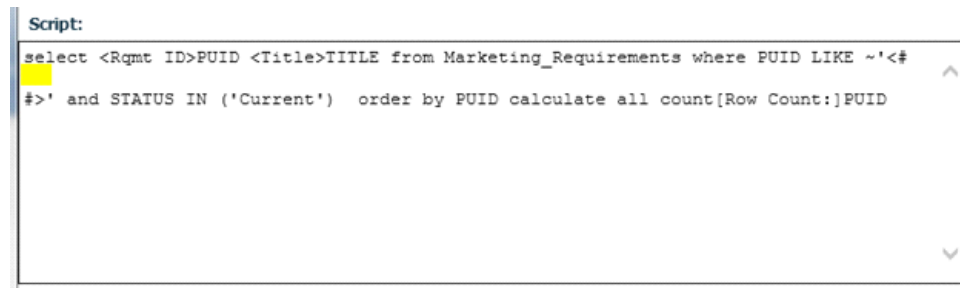 Script:
select <Rqmt ID>PUID <Title>TITLE from Marketing_Requirements where PUID LIKE ~'<#
#>' and STATUS IN ('Current')  order by PUID calculate all count[Row Count:]PUID